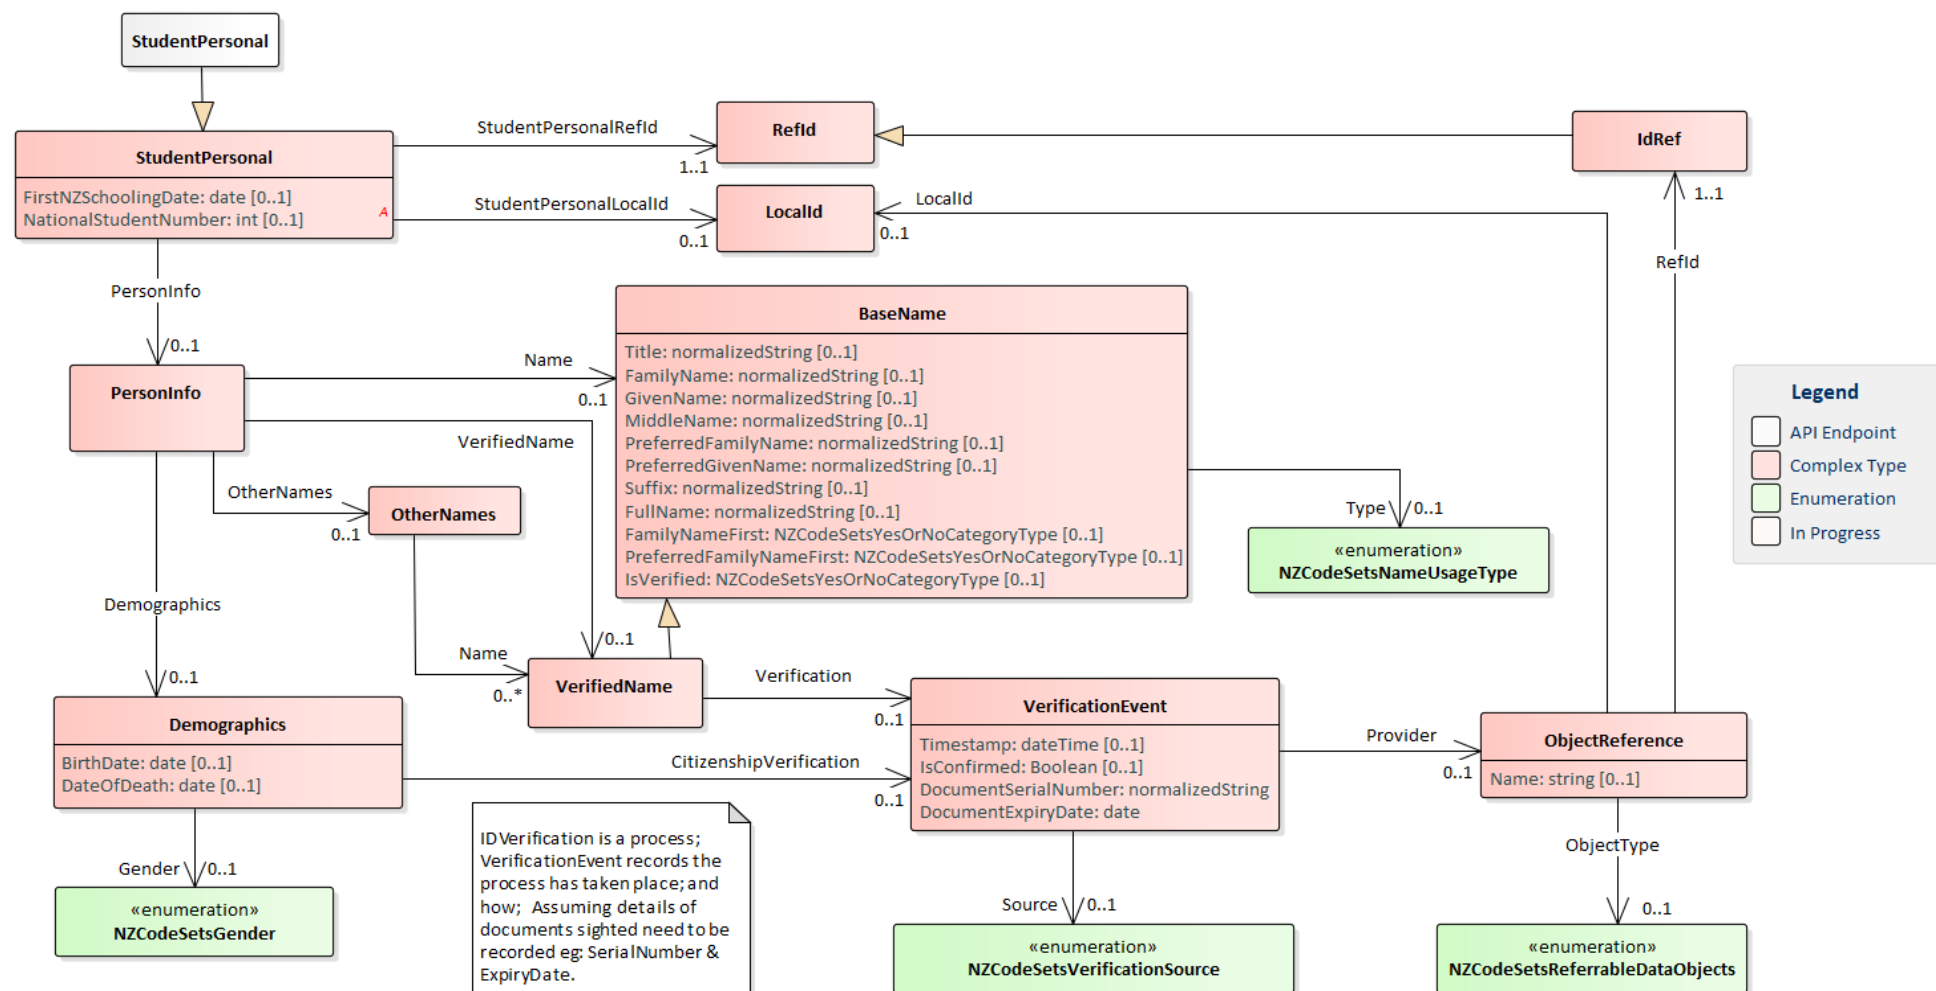 StudentPersonal
StudentPersonal
FirstNZSchoolingDate: date [0..1]
NationalStudentNumber: int [0..1]
A
StudentPersonalRefId
1..1
RefId
IdRef
1..1
StudentPersonalLocalId
0..1
LocalId
LocalId
0..1
RefId
PersonInfo
0..1
PersonInfo
Name
0..1
VerifiedName
0..1
OtherNames
0..1
OtherNames
BaseName
Title: normalizedString [0..1]
FamilyName: normalizedString [0..1]
GivenName: normalizedString [0..1]
MiddleName: normalizedString [0..1]
PreferredFamilyName: normalizedString [0..1]
PreferredGivenName: normalizedString [0..1]
Suffix: normalizedString [0..1]
FullName: normalizedString [0..1]
FamilyNameFirst: NZCodeSetsYesOrNoCategoryType [0..1]
PreferredFamilyNameFirst: NZCodeSetsYesOrNoCategoryType [0..1]
IsVerified: NZCodeSetsYesOrNoCategoryType [0..1]
Type
0..1
«enumeration»
NZCodeSetsNameUsageType
Legend
API Endpoint
Complex Type
Enumeration
In Progress
Demographics
0..1
Name
0..*
VerifiedName
Verification
0..1
Demographics
BirthDate: date [0..1]
DateOfDeath: date [0..1]
CitizenshipVerification
0..1
VerificationEvent
Timestamp: dateTime [0..1]
IsConfirmed: Boolean [0..1]
DocumentSerialNumber: normalizedString
DocumentExpiryDate: date
Provider
0..1
ObjectReference
Name: string [0..1]
Gender
0..1
«enumeration»
NZCodeSetsGender
IDVerification is a process;
VerificationEvent records the
process has taken place; and
how;  Assuming details of
documents sighted need to be
recorded eg: SerialNumber &
ExpiryDate.
Source
0..1
«enumeration»
NZCodeSetsVerificationSource
ObjectType
0..1
«enumeration»
NZCodeSetsReferrableDataObjects